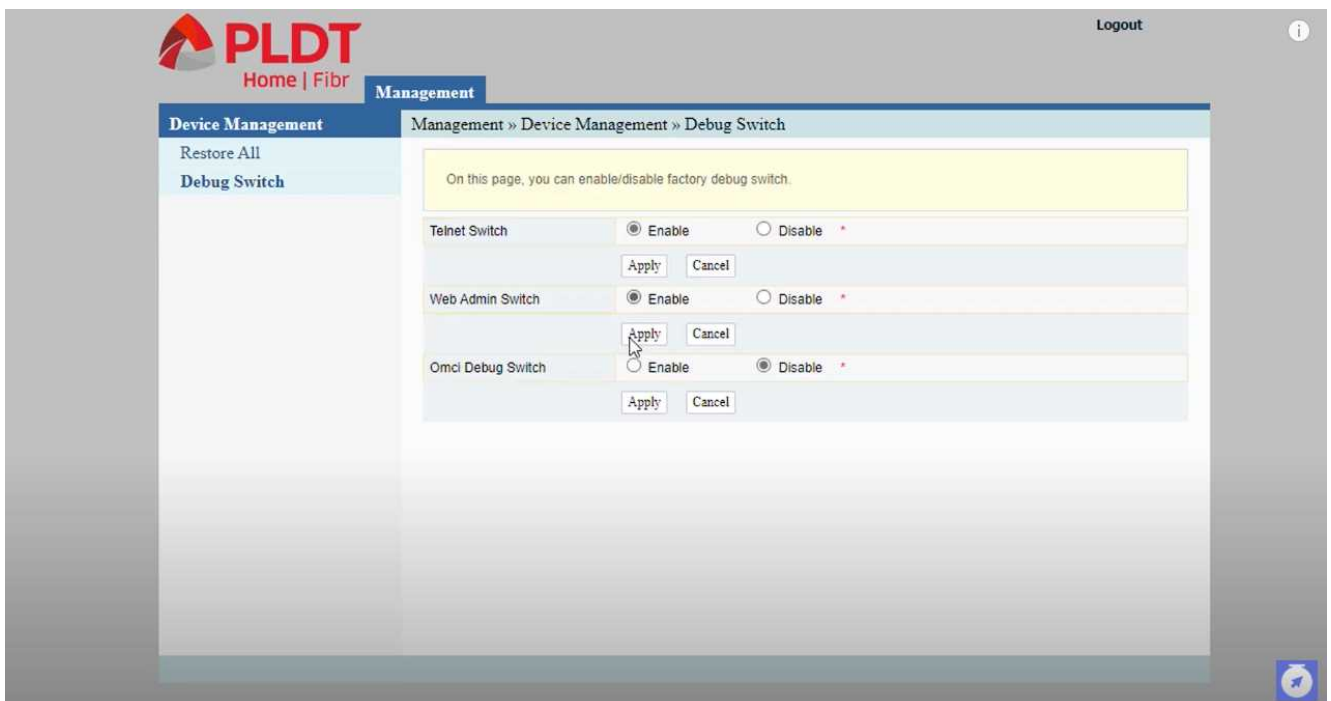 PLDT
Home | Fibr
Logout
Management
Device Management
Restore All
Debug Switch
Management » Device Management » Debug Switch
On this page, you can enable/disable factory debug switch.
Telnet Switch Enable Disable *
Apply Cancel
Web Admin Switch Enable Disable *
Apply Cancel
Omci Debug Switch Enable Disable *
Apply Cancel